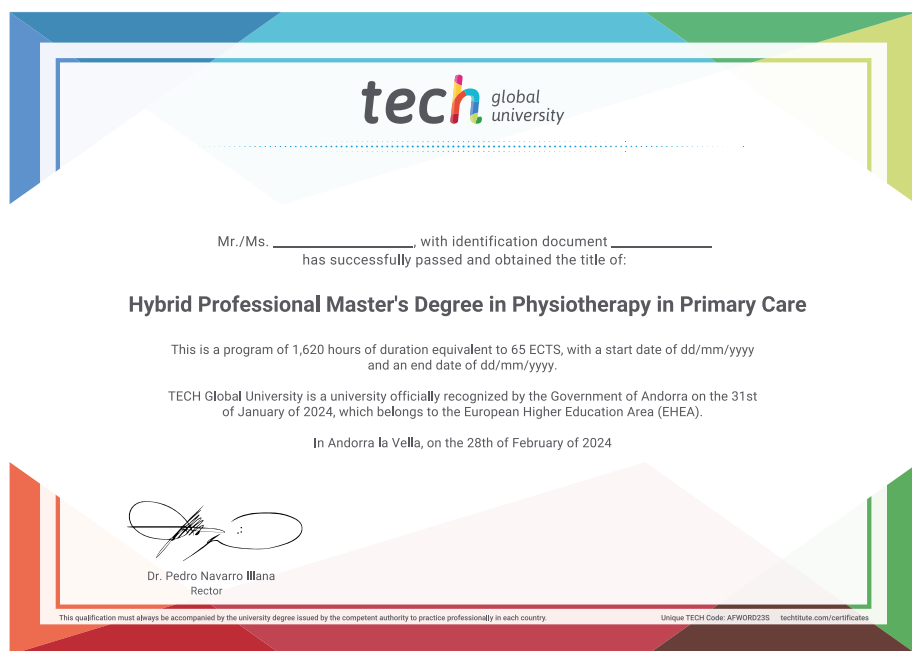 tech global
university
Mr./Ms. ____________________, with identification document ______________
has successfully passed and obtained the title of:
Hybrid Professional Master's Degree in Physiotherapy in Primary Care
This is a program of 1,620 hours of duration equivalent to 65 ECTS, with a start date of dd/mm/yyyy
and an end date of dd/mm/yyyy.
TECH Global University is a university officially recognized by the Government of Andorra on the 31st
of January of 2024, which belongs to the European Higher Education Area (EHEA).
In Andorra la Vella, on the 28th of February of 2024
Dr. Pedro Navarro Illana
Rector
This qualification must always be accompanied by the university degree issued by the competent authority to practice professionally in each country.
Unique TECH Code: AFWORD23S techtitute.com/certificates